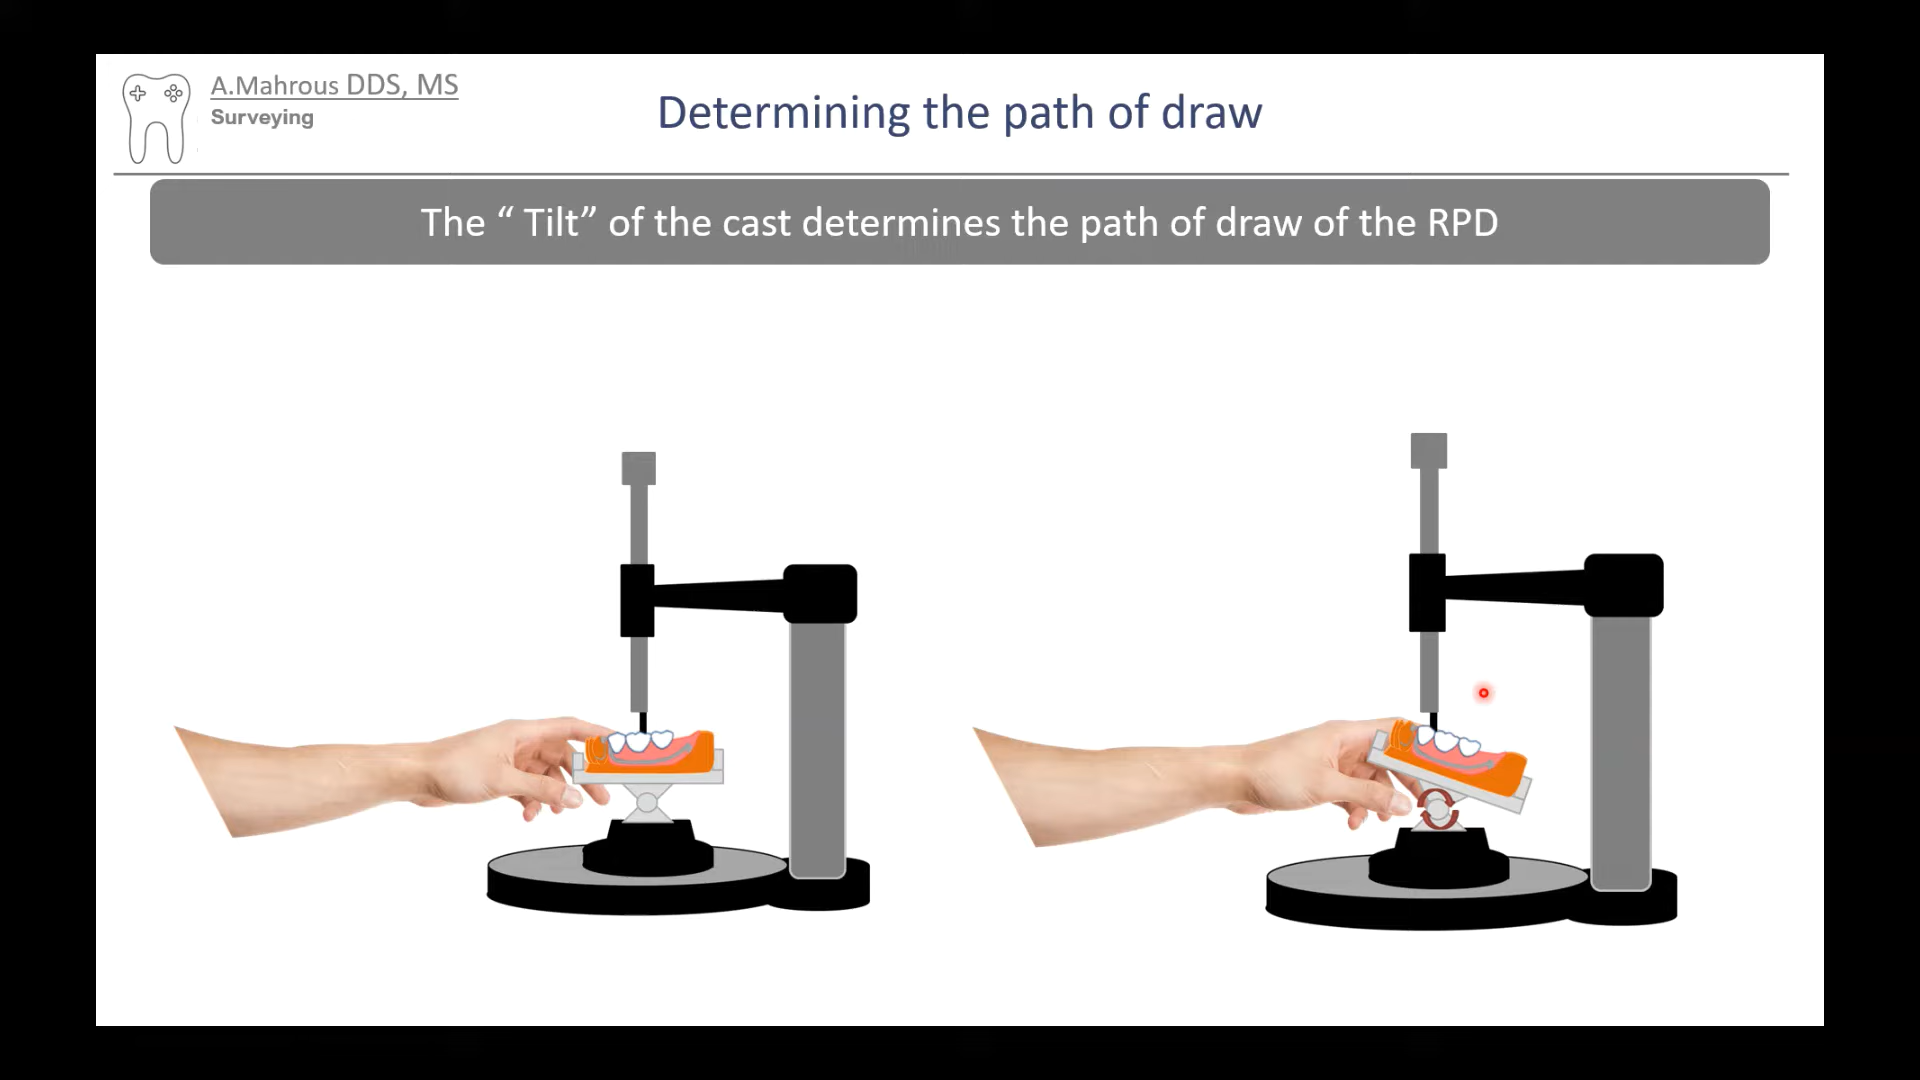 A.Mahrous DDS, MS
Surveying
Determining the path of draw
The “ Tilt” of the cast determines the path of draw of the RPD